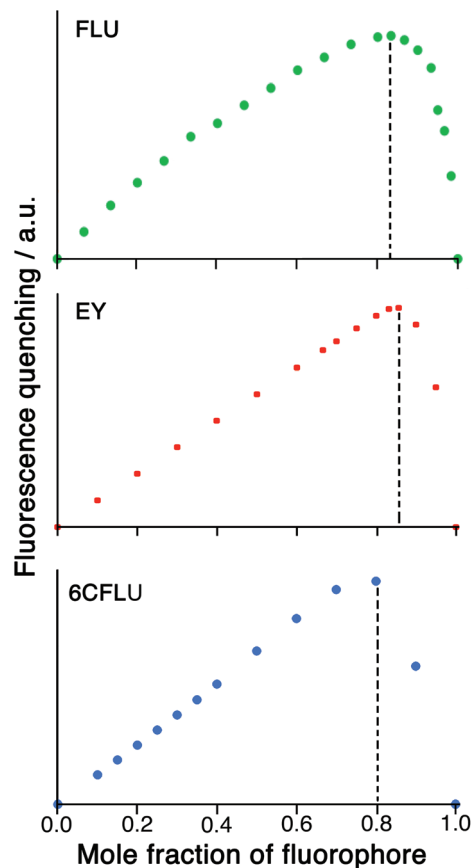 FLU
EY
6CFLU
Fluorescence quenching / a.u.
0.0 0.2 0.4 0.6 0.8 1.0
Mole fraction of fluorophore